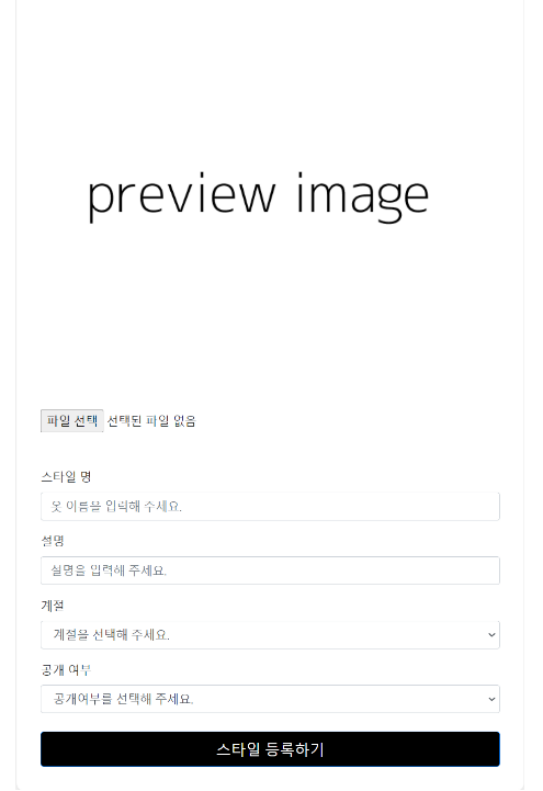 preview image
파일 선택 선택된 파일 없음
스타일 명
옷 이름을 입력해 주세요.
설명
설명을 입력해 주세요.
계절
계절을 선택해 주세요.
공개 여부
공개여부를 선택해 주세요.
스타일 등록하기